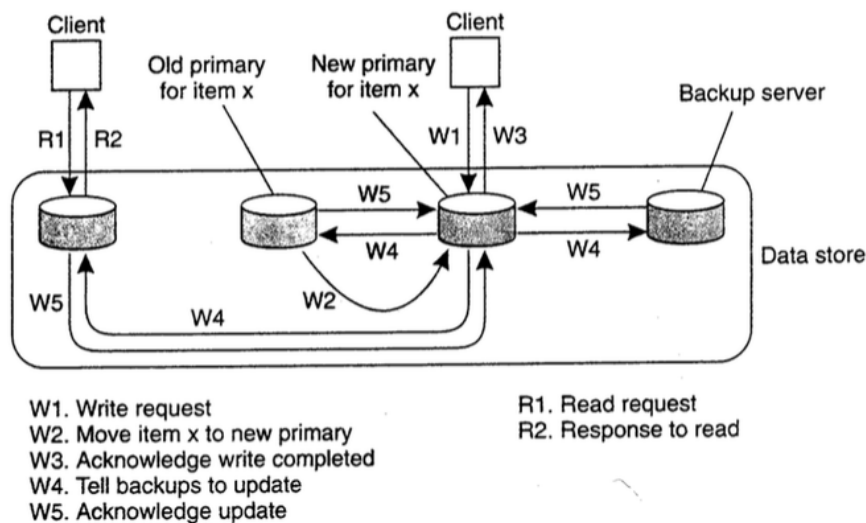 Client
Client
Old primary
for item x
New primary
for item x
Backup server
R1
R2
W1
W3
W5
W5
W4
W4
Data store
W2
W5
W4
W1. Write request
W2. Move item x to new primary
W3. Acknowledge write completed
W4. Tell backups to update
W5. Acknowledge update
R1. Read request
R2. Response to read